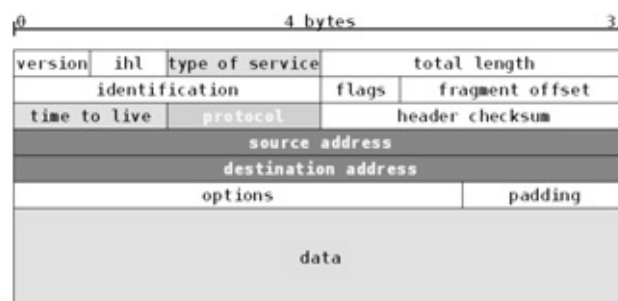 0 4 bytes 3
version ihl type of service total length
identification flags fragment offset
time to live protocol header checksum
source address
destination address
options padding
data